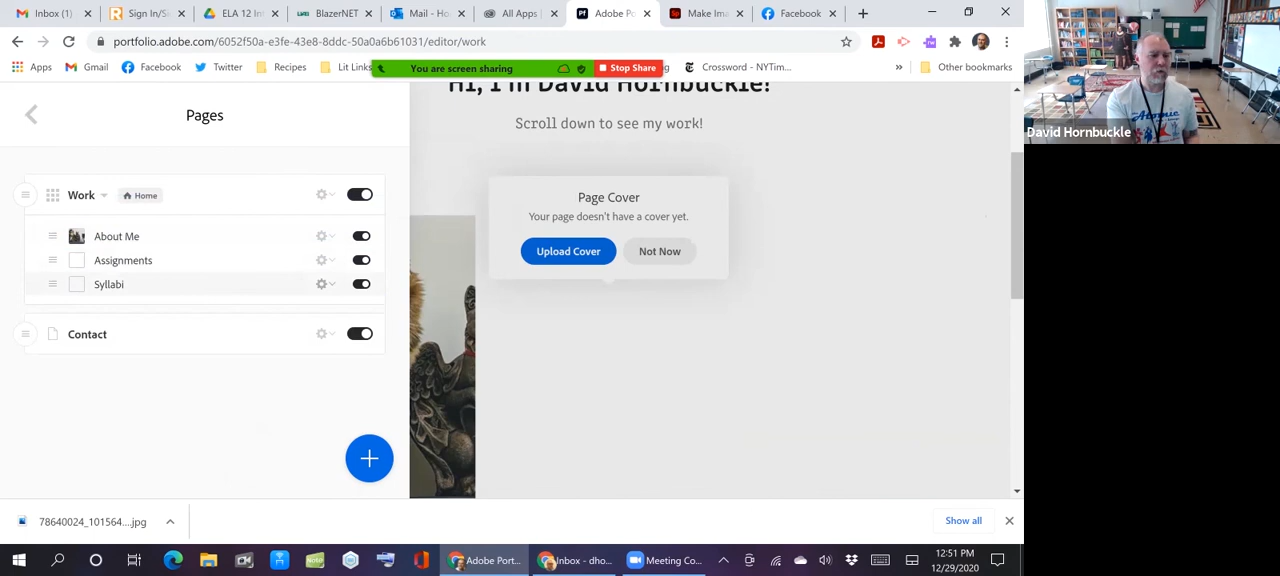 Inbox (1)
Sign In/Si
ELA 12 In
BlazerNET
Mail - Ho
All Apps
Adobe Po
Make Ima
Facebook
portfolio.adobe.com/6052f50a-e3fe-43e8-8ddc-50a0a6b61031/editor/work
Apps
Gmail
Facebook
Twitter
Recipes
Lit Links
You are screen sharing
Stop Share
Crossword - NYTim...
Other bookmarks
Pages
Hi, I'm David Hornbuckle!
Scroll down to see my work!
David Hornbuckle
Work
Home
About Me
Assignments
Syllabi
Contact
Page Cover
Your page doesn't have a cover yet.
Upload Cover
Not Now
78640024_101564....jpg
Show all
Adobe Port...
Inbox - dho...
Meeting Co...
12:51 PM
12/29/2020